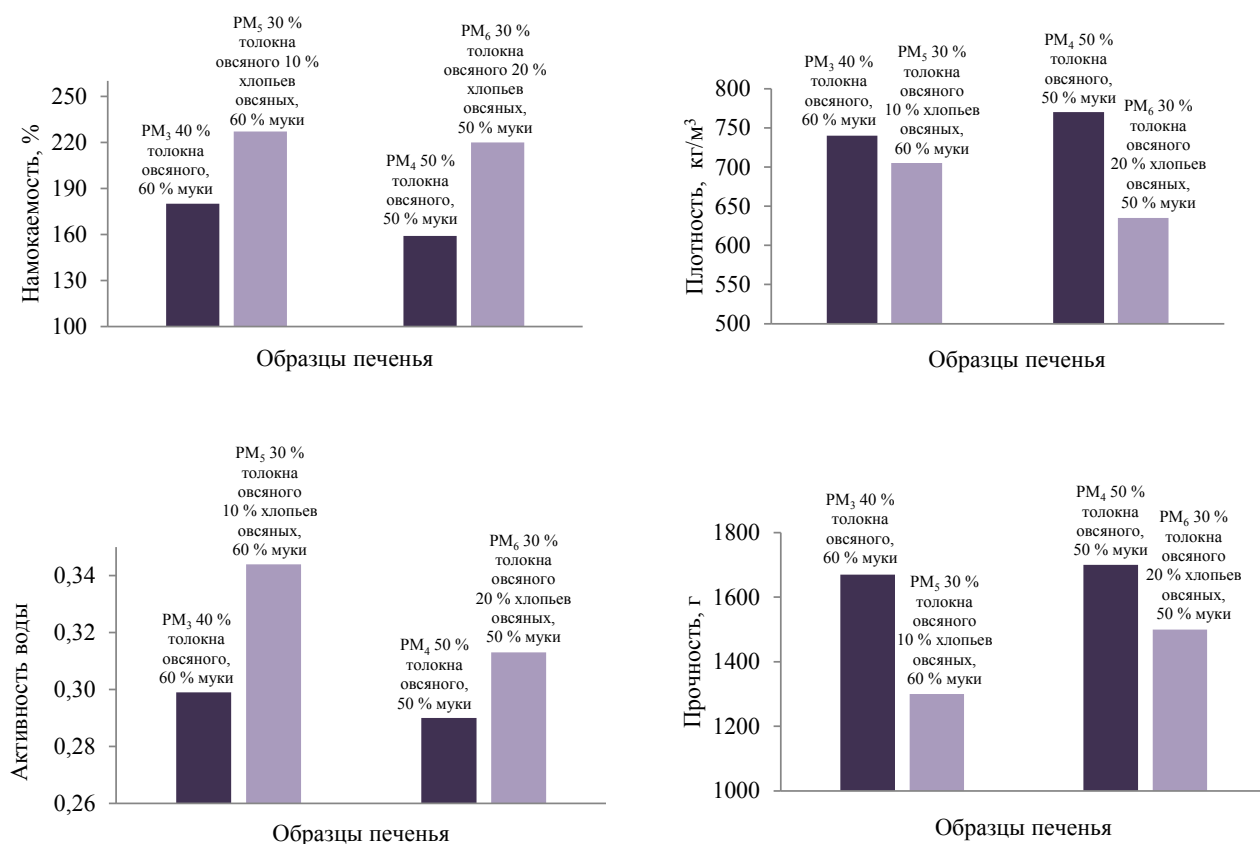 Намокаемость, %
250
220
190
160
130
100
PM₃ 40 %
толокна
овсяного,
60 % муки
PM₅ 30 %
толокна
овсяного 10 %
хлопьев
овсяных,
60 % муки
PM₄ 50 %
толокна
овсяного,
50 % муки
PM₆ 30 %
толокна
овсяного 20 %
хлопьев
овсяных,
50 % муки
Образцы печенья
Плотность, кг/м³
800
750
700
650
600
550
500
PM₃ 40 %
толокна
овсяного,
60 % муки
PM₅ 30 %
толокна
овсяного
10 % хлопьев
овсяных,
60 % муки
PM₄ 50 %
толокна
овсяного,
50 % муки
PM₆ 30 %
толокна
овсяного
20 % хлопьев
овсяных,
50 % муки
Образцы печенья
Активность воды
0,34
0,32
0,30
0,28
0,26
PM₃ 40 %
толокна
овсяного,
60 % муки
PM₅ 30 %
толокна
овсяного
10 % хлопьев
овсяных,
60 % муки
PM₄ 50 %
толокна
овсяного,
50 % муки
PM₆ 30 %
толокна
овсяного
20 % хлопьев
овсяных,
50 % муки
Образцы печенья
Прочность, г
1800
1600
1400
1200
1000
PM₃ 40 %
толокна
овсяного,
60 % муки
PM₅ 30 %
толокна
овсяного
10 % хлопьев
овсяных,
60 % муки
PM₄ 50 %
толокна
овсяного,
50 % муки
PM₆ 30 %
толокна
овсяного
20 % хлопьев
овсяных,
50 % муки
Образцы печенья